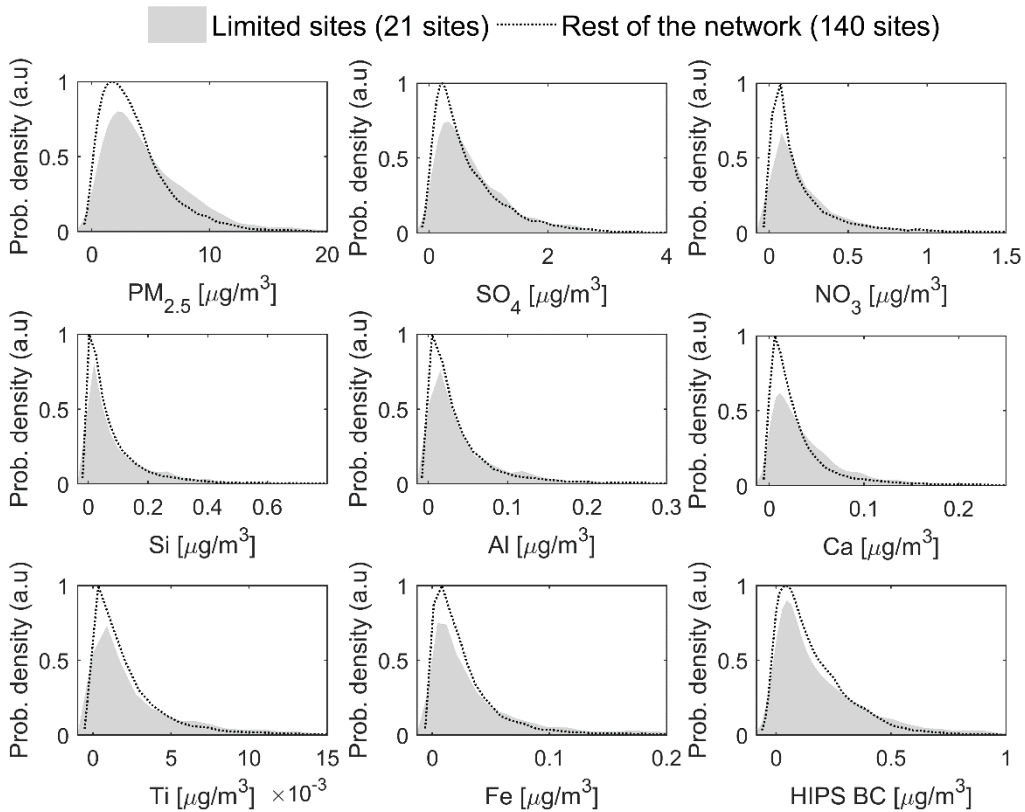 Limited sites (21 sites) Rest of the network (140 sites)
Prob. density (a.u)
1
0.5
0
0 10 20
PM2.5 [μg/m3]
Prob. density (a.u)
1
0.5
0
0 2 4
SO4 [μg/m3]
Prob. density (a.u)
1
0.5
0
0 0.5 1 1.5
NO3 [μg/m3]
Prob. density (a.u)
1
0.5
0
0 0.2 0.4 0.6
Si [μg/m3]
Prob. density (a.u)
1
0.5
0
0 0.1 0.2 0.3
Al [μg/m3]
Prob. density (a.u)
1
0.5
0
0 0.1 0.2
Ca [μg/m3]
Prob. density (a.u)
1
0.5
0
0 5 10 15
Ti [μg/m3] ×10-3
Prob. density (a.u)
1
0.5
0
0 0.1 0.2
Fe [μg/m3]
Prob. density (a.u)
1
0.5
0
0 0.5 1
HIPS BC [μg/m3]